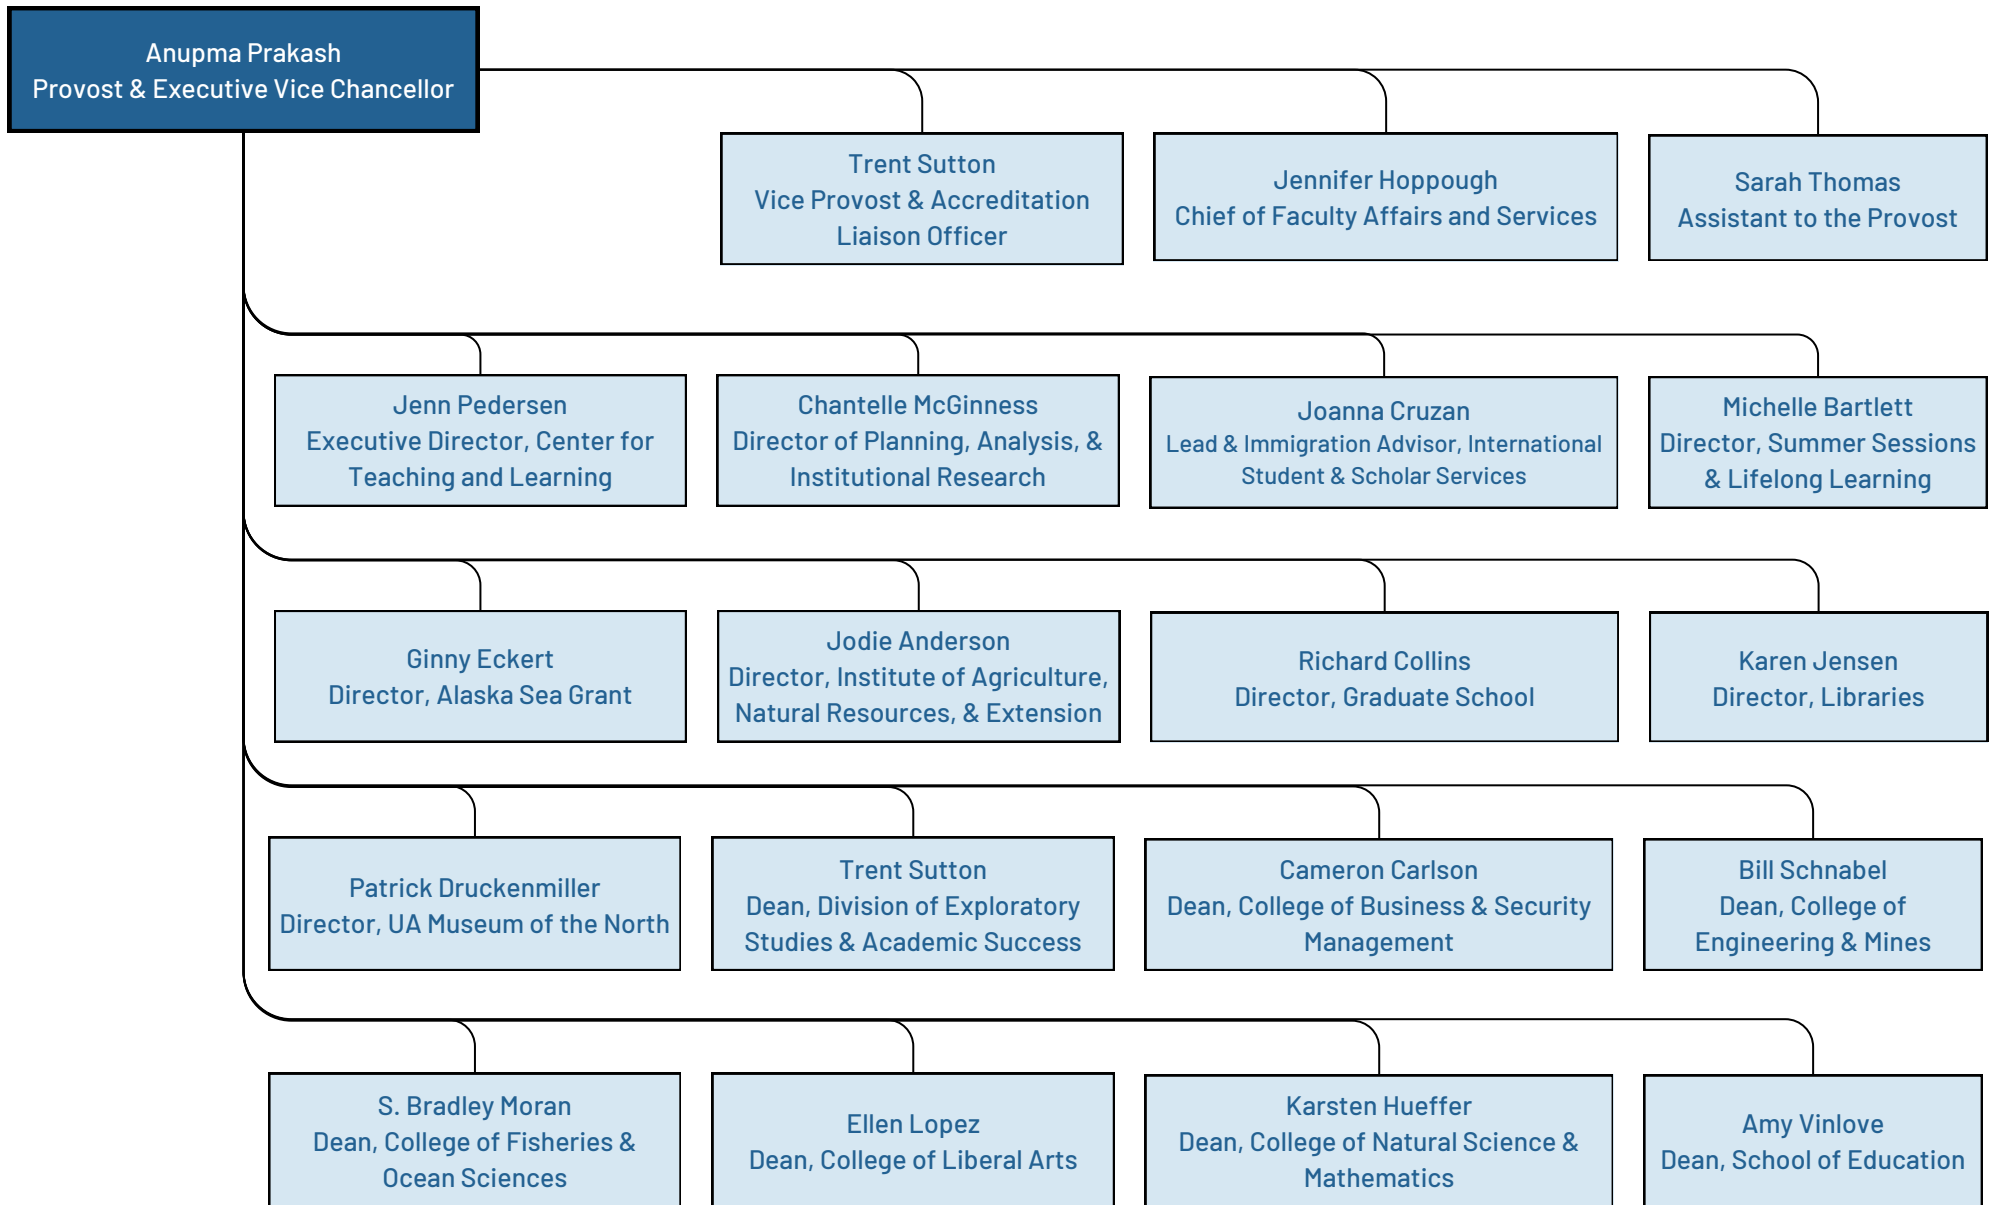 Anupma Prakash
Provost & Executive Vice Chancellor
Trent Sutton
Vice Provost & Accreditation
Liaison Officer
Jennifer Hoppough
Chief of Faculty Affairs and Services
Sarah Thomas
Assistant to the Provost
Jenn Pedersen
Executive Director, Center for
Teaching and Learning
Chantelle McGinness
Director of Planning, Analysis, &
Institutional Research
Joanna Cruzan
Lead & Immigration Advisor, International
Student & Scholar Services
Michelle Bartlett
Director, Summer Sessions
& Lifelong Learning
Ginny Eckert
Director, Alaska Sea Grant
Jodie Anderson
Director, Institute of Agriculture,
Natural Resources, & Extension
Richard Collins
Director, Graduate School
Karen Jensen
Director, Libraries
Patrick Druckenmiller
Director, UA Museum of the North
Trent Sutton
Dean, Division of Exploratory
Studies & Academic Success
Cameron Carlson
Dean, College of Business & Security
Management
Bill Schnabel
Dean, College of
Engineering & Mines
S. Bradley Moran
Dean, College of Fisheries &
Ocean Sciences
Ellen Lopez
Dean, College of Liberal Arts
Karsten Hueffer
Dean, College of Natural Science &
Mathematics
Amy Vinlove
Dean, School of Education